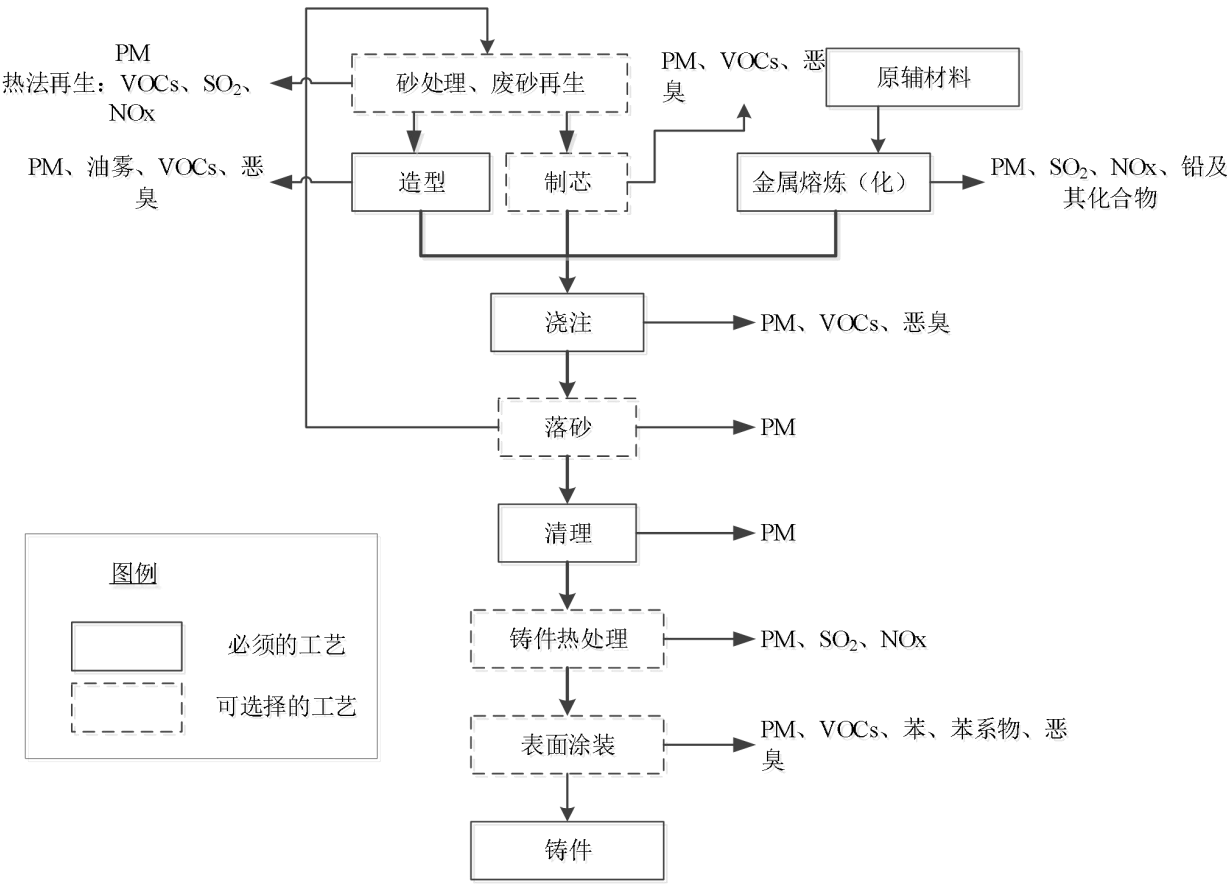 PM
热法再生：VOCs、SO₂、
NOx
砂处理、废砂再生
PM、VOCs、恶
臭
原辅材料
PM、油雾、VOCs、恶
臭
造型
制芯
金属熔炼（化）
PM、SO₂、NOx、铅及
其化合物
浇注
PM、VOCs、恶臭
落砂
PM
清理
PM
铸件热处理
PM、SO₂、NOx
表面涂装
PM、VOCs、苯、苯系物、恶
臭
铸件
图例
必须的工艺
可选择的工艺